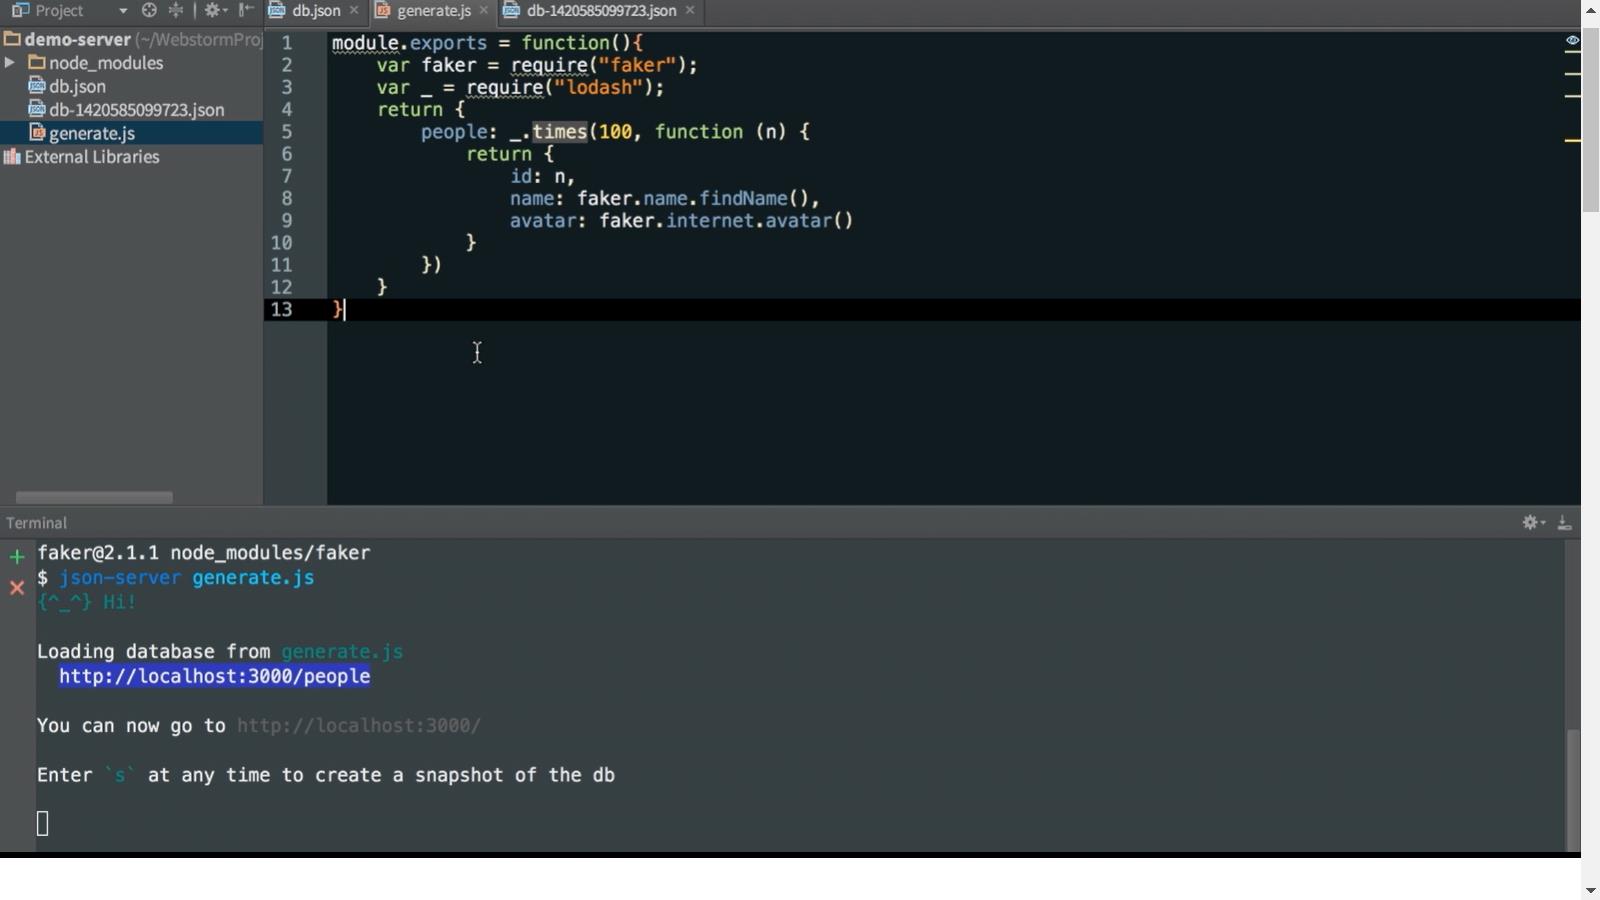 Project
db.json
generate.js
db-1420585099723.json
demo-server (~/WebstormProj
node_modules
db.json
db-1420585099723.json
generate.js
External Libraries
1 module.exports = function(){
2 var faker = require("faker");
3 var _ = require("lodash");
4 return {
5 people: _.times(100, function (n) {
6 return {
7 id: n,
8 name: faker.name.findName(),
9 avatar: faker.internet.avatar()
10 }
11 })
12 }
13 }
Terminal
faker@2.1.1 node_modules/faker
$ json-server generate.js
{^_^} Hi!
Loading database from generate.js
http://localhost:3000/people
You can now go to http://localhost:3000/
Enter `s` at any time to create a snapshot of the db